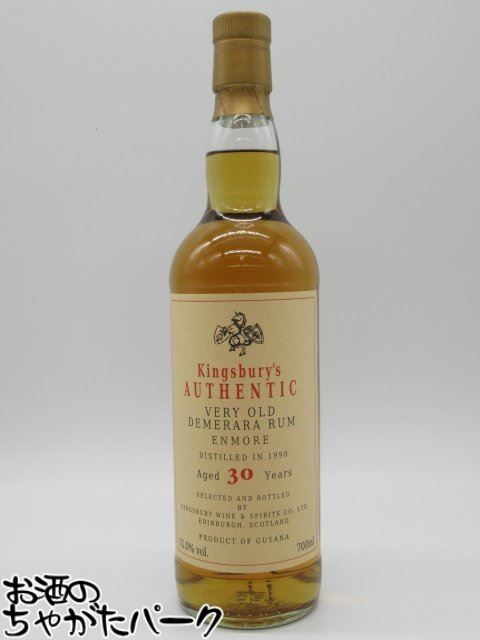 Kingsbury's
AUTHENTIC
VERY OLD
DEMERARA RUM
ENMORE
DISTILLED IN 1990
Aged 30 Years
SELECTED AND BOTTLED
BY
KINGSBURY WINE & SPIRITS CO. LTD.
EDINBURGH, SCOTLAND
PRODUCT OF GUYANA
55.0% vol. 700ml
お酒の
ちゃがたパーク